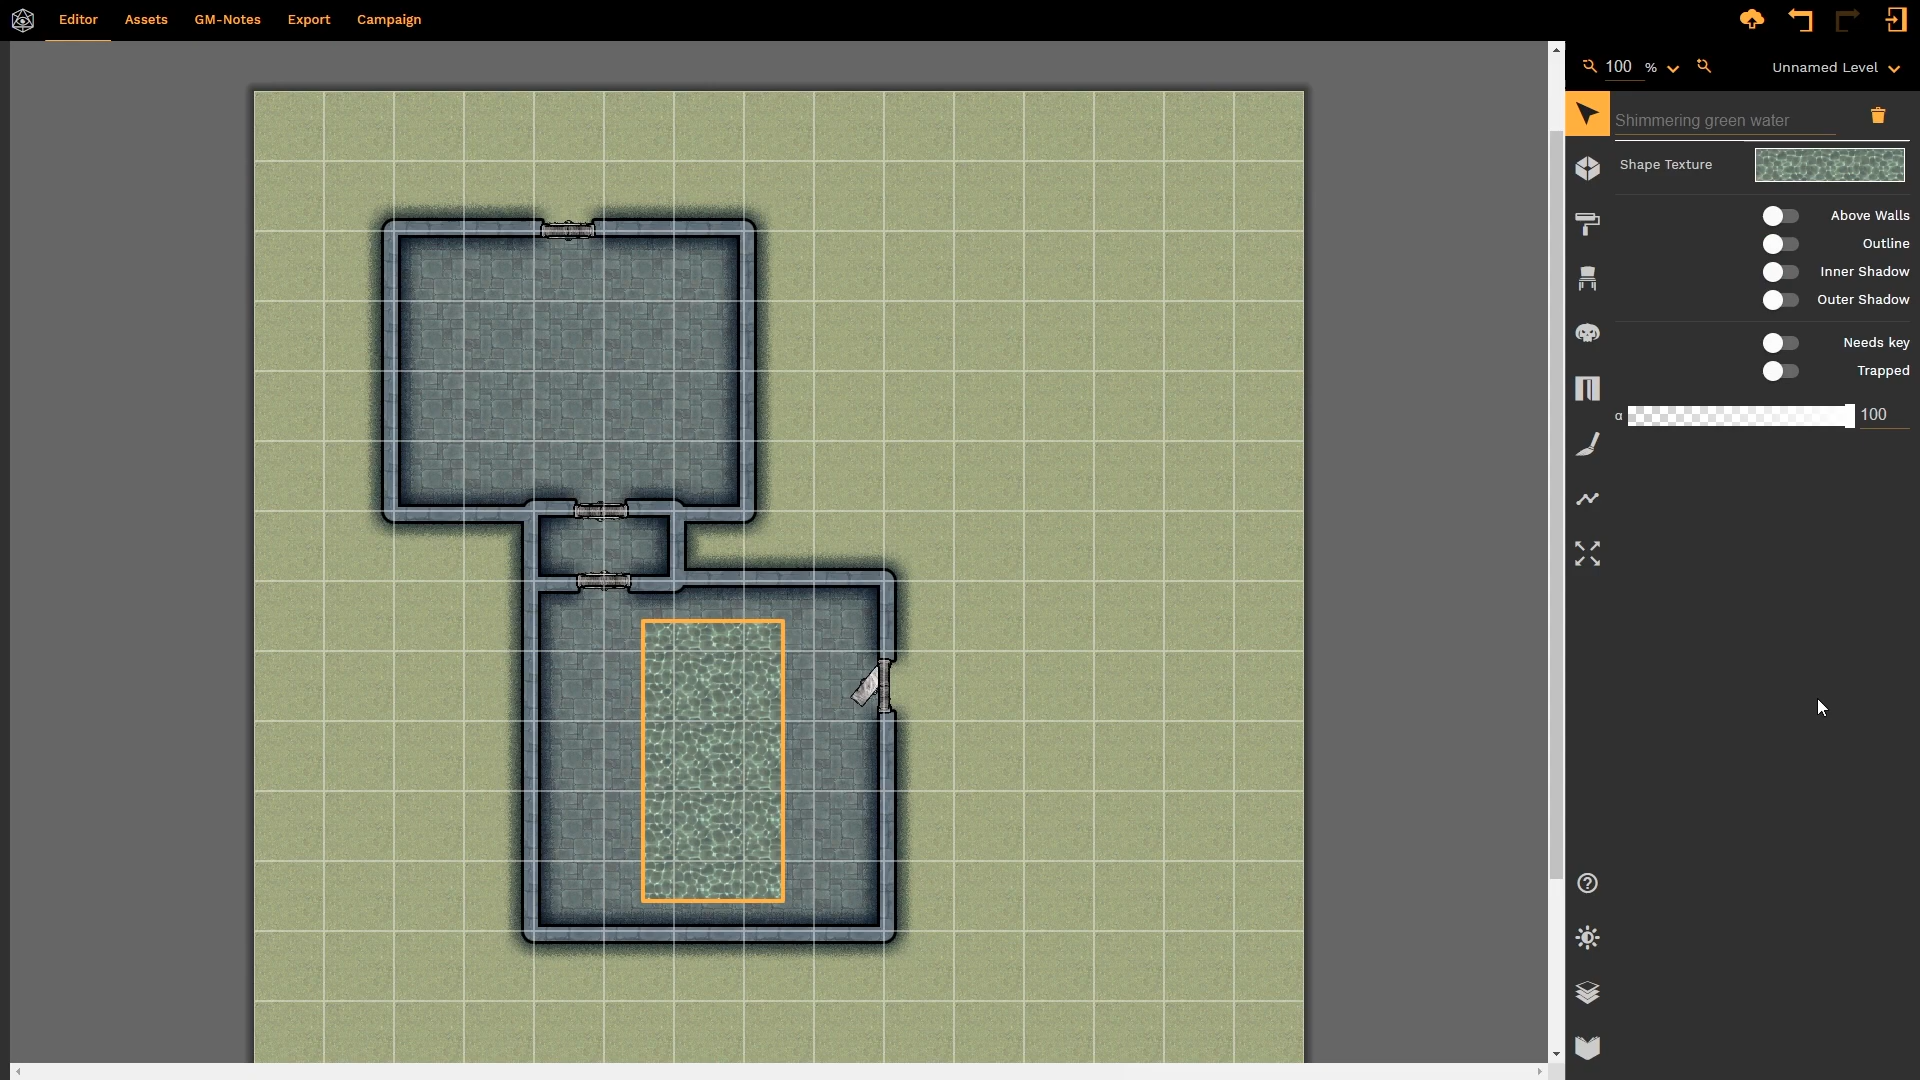 Editor Assets GM-Notes Export Campaign
100 % Unnamed Level
Shimmering green water
Shape Texture
Above Walls
Outline
Inner Shadow
Outer Shadow
Needs key
Trapped
α 100